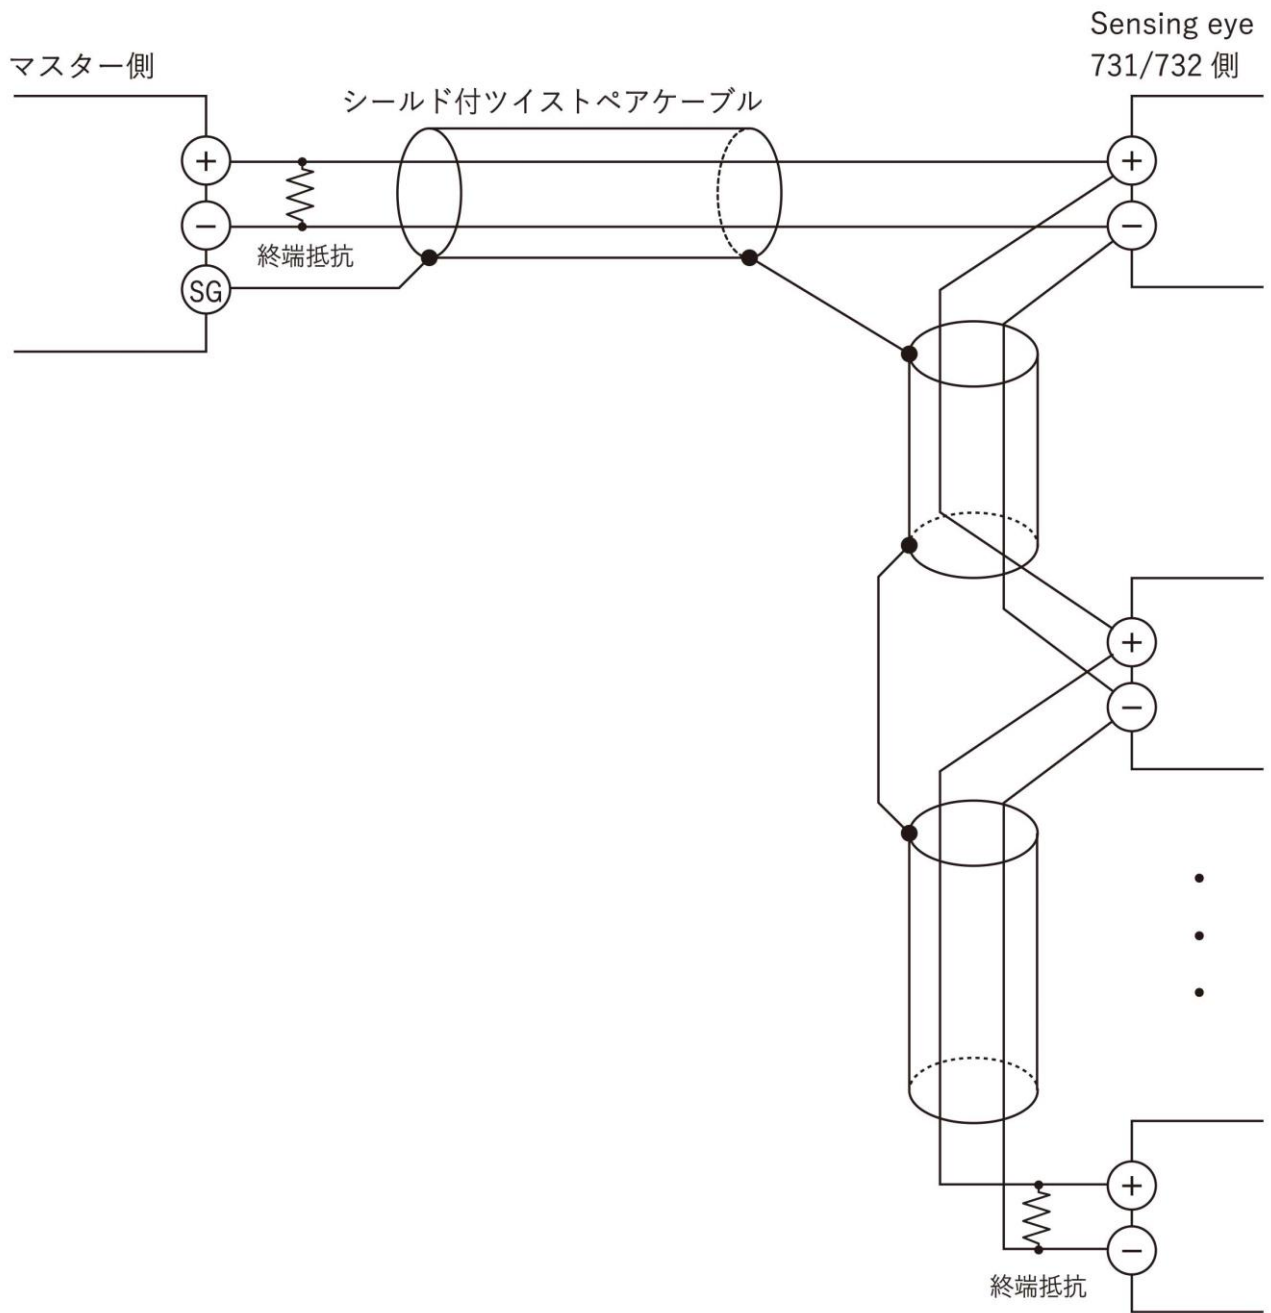 マスター側
Sensing eye
731/732 側
シールド付ツイストペアケーブル
+
−
SG
終端抵抗
+
−
+
−
+
−
終端抵抗